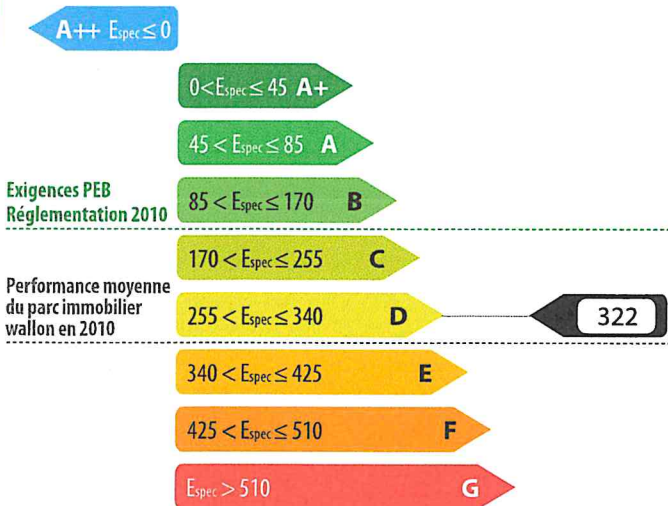 A++ Espec ≤ 0
0 < Espec ≤ 45 A+
45 < Espec ≤ 85 A
Exigences PEB
Réglementation 2010
85 < Espec ≤ 170 B
170 < Espec ≤ 255 C
Performance moyenne
du parc immobilier
wallon en 2010
255 < Espec ≤ 340 D
322
340 < Espec ≤ 425 E
425 < Espec ≤ 510 F
Espec > 510 G